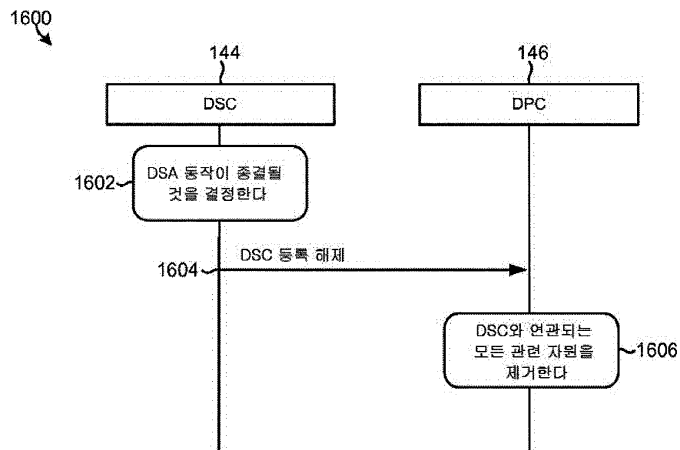 1600
144
146
DSC
DPC
1602
DSA 동작이 종결될
것을 결정한다
1604
DSC 등록 해제
DSC와 연관되는
모든 관련 자원을
제거한다
1606